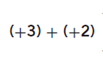 (+3) + (+2)